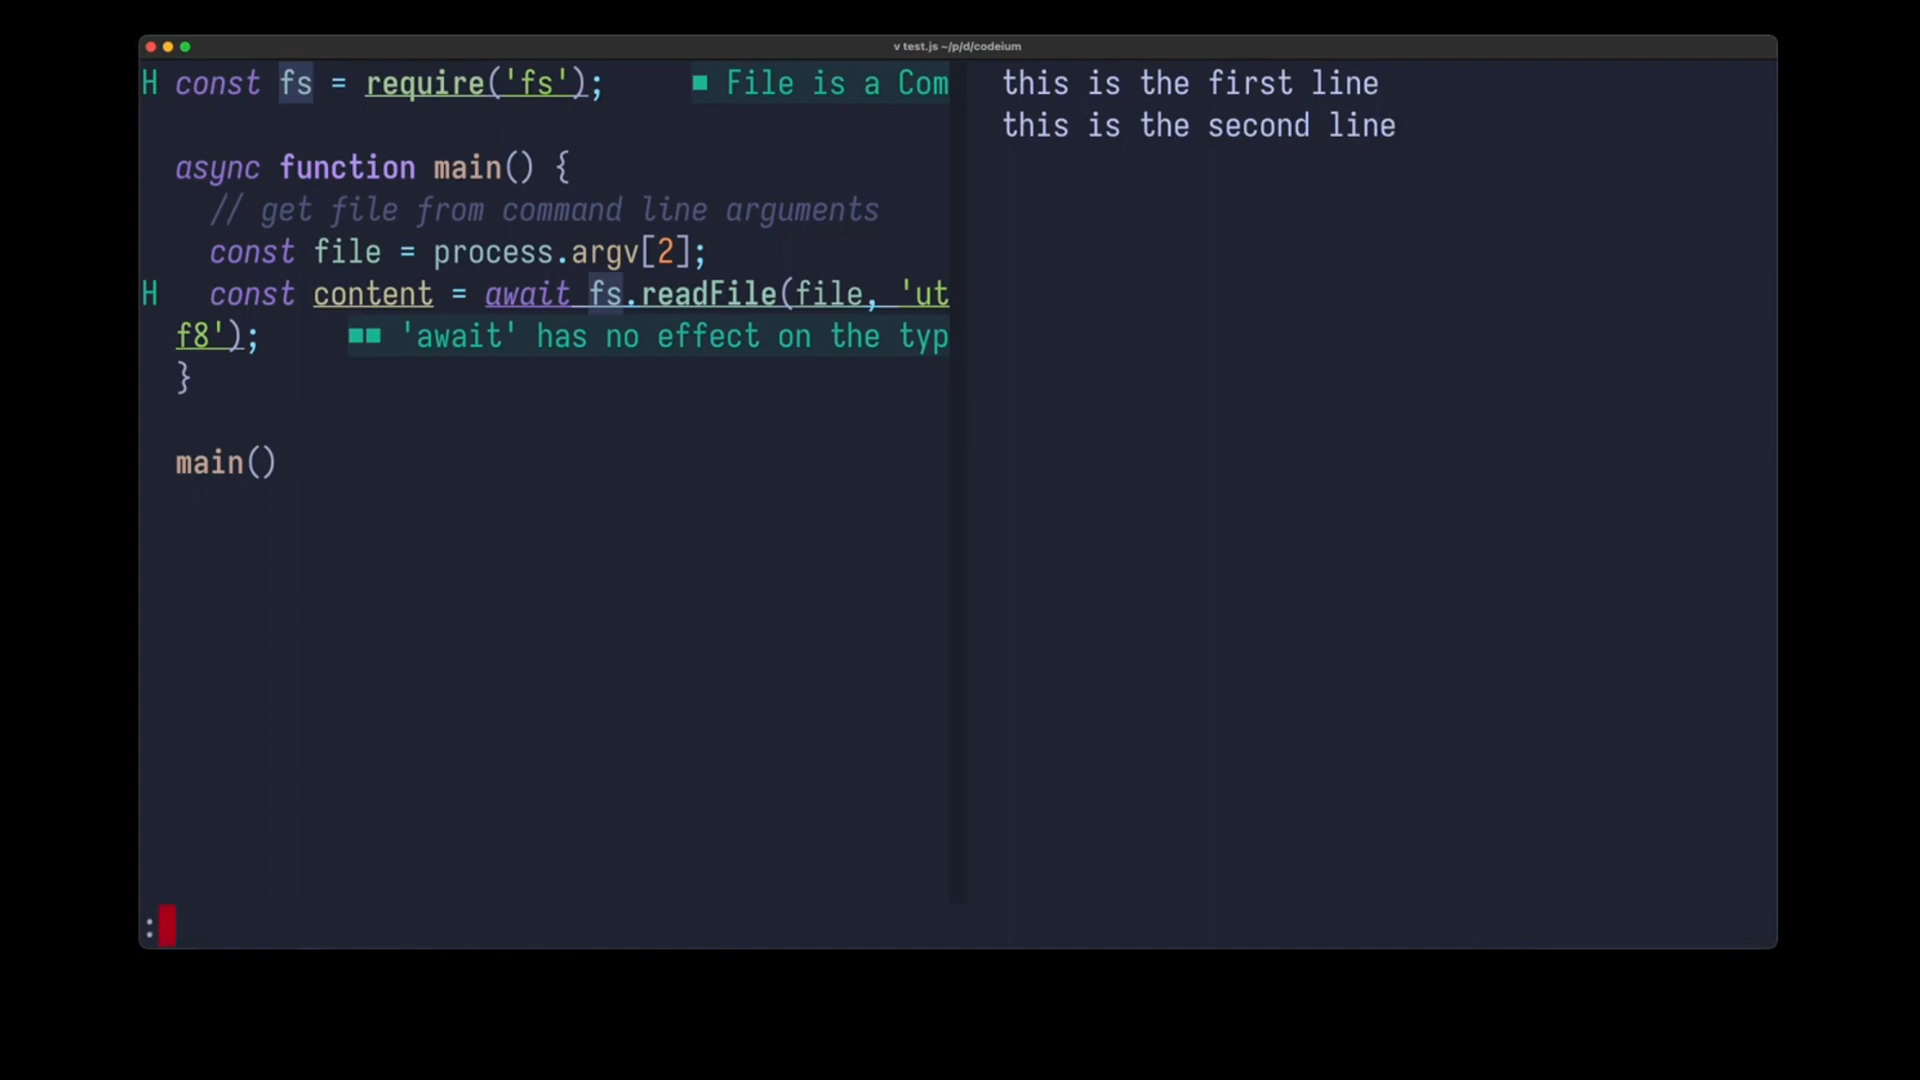 v test.js ~/p/d/codeium
H const fs = require('fs'); ■ File is a Com
async function main() {
// get file from command line arguments
const file = process.argv[2];
H const content = await fs.readFile(file, 'ut
f8'); ■■ 'await' has no effect on the typ
}
main()
:
this is the first line
this is the second line